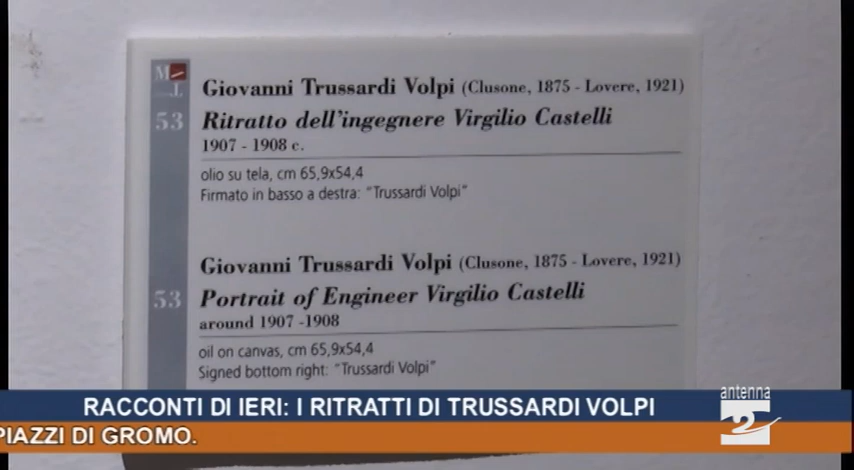 M
T
Giovanni Trussardi Volpi (Clusone, 1875 - Lovere, 1921)
53 Ritratto dell'ingegnere Virgilio Castelli
1907 - 1908 c.
olio su tela, cm 65,9x54,4
Firmato in basso a destra: "Trussardi Volpi"
Giovanni Trussardi Volpi (Clusone, 1875 - Lovere, 1921)
53 Portrait of Engineer Virgilio Castelli
around 1907 -1908
oil on canvas, cm 65,9x54,4
Signed bottom right: "Trussardi Volpi"
RACCONTI DI IERI: I RITRATTI DI TRUSSARDI VOLPI
PIAZZI DI GROMO.
antenna
2